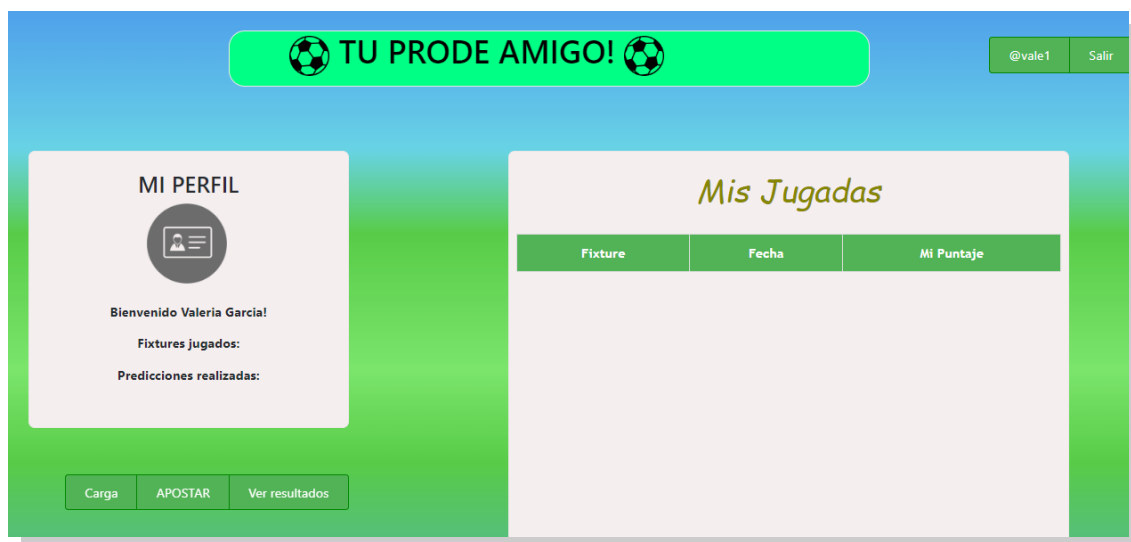 TU PRODE AMIGO!
@vale1 Salir
MI PERFIL
Bienvenido Valeria Garcia!
Fixtures jugados:
Predicciones realizadas:
Carga APOSTAR Ver resultados
Mis Jugadas
Fixture Fecha Mi Puntaje